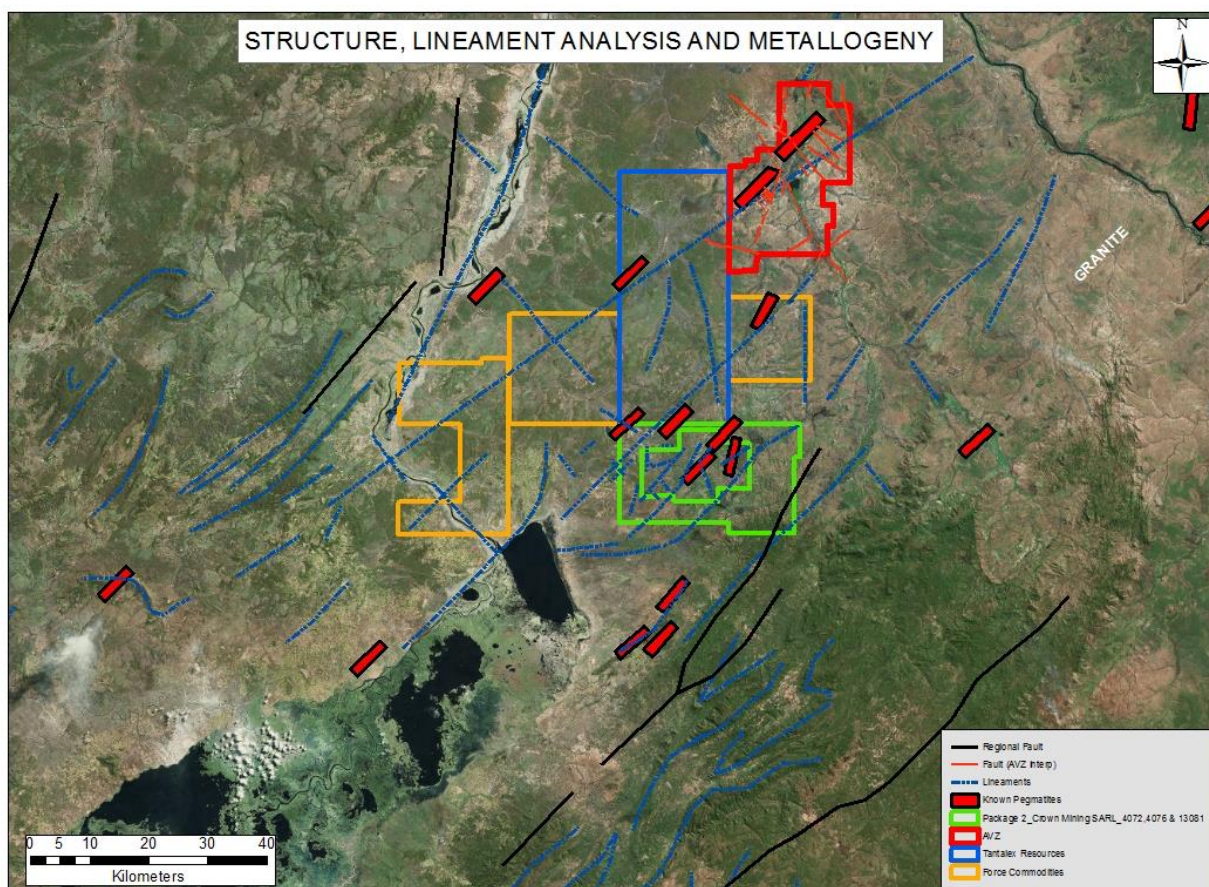 STRUCTURE, LINEAMENT ANALYSIS AND METALLOGENY
N
GRANITE
Regional Fault
Fault (AVZ Interp)
Lineaments
Known Pegmatites
Package 2_Crown Mining SARL_4072,4076 & 13081
AVZ
Tantalex Resources
Force Commodities
0 5 10 20 30 40
Kilometers